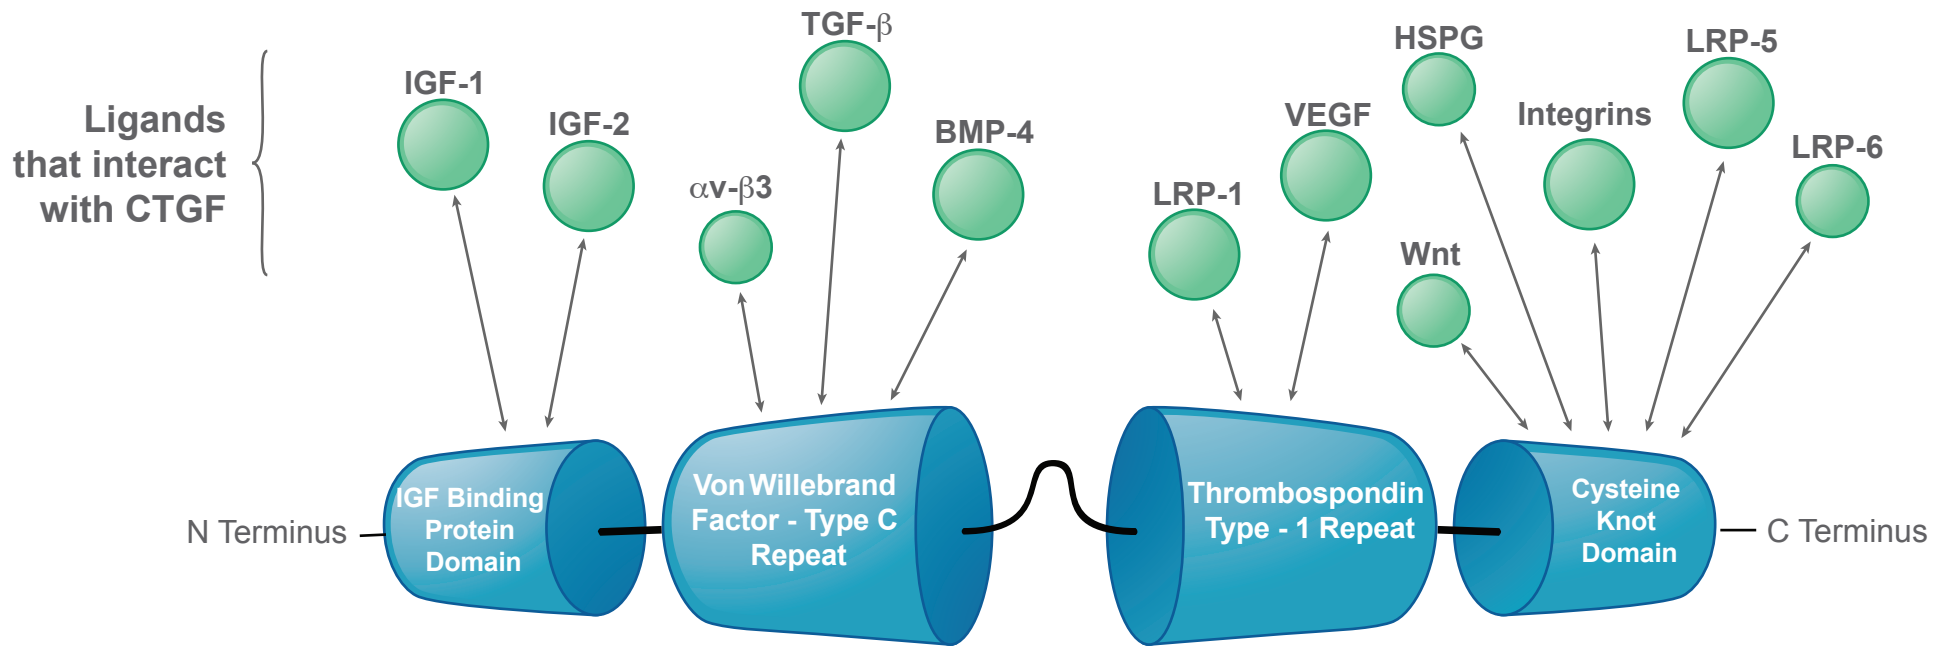 Ligands
that interact
with CTGF
IGF-1
IGF-2
TGF-β
αv-β3
BMP-4
LRP-1
VEGF
HSPG
Wnt
Integrins
LRP-5
LRP-6
N Terminus
IGF Binding
Protein
Domain
Von Willebrand
Factor - Type C
Repeat
Thrombospondin
Type - 1 Repeat
Cysteine
Knot
Domain
C Terminus